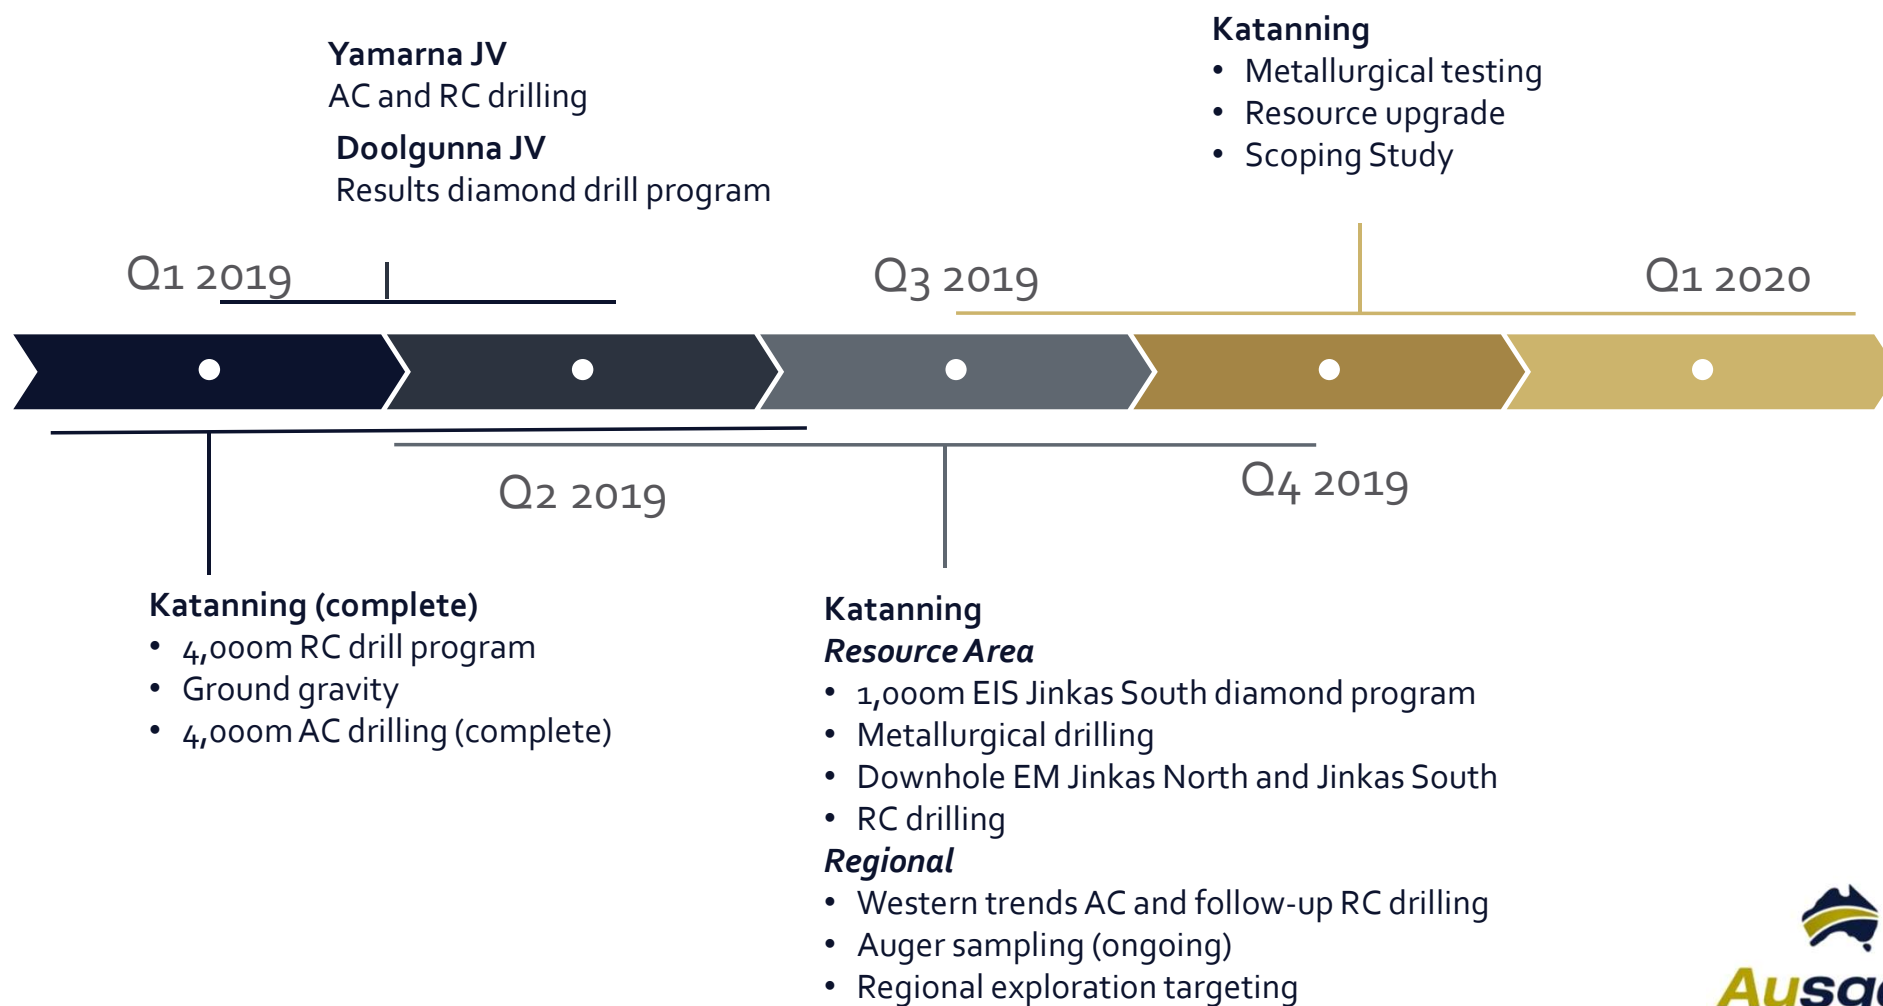 Yamarna JV
AC and RC drilling
Doolgunna JV
Results diamond drill program
Katanning
• Metallurgical testing
• Resource upgrade
• Scoping Study
Q1 2019
Q3 2019
Q1 2020
Q2 2019
Q4 2019
Katanning (complete)
• 4,000m RC drill program
• Ground gravity
• 4,000m AC drilling (complete)
Katanning
Resource Area
• 1,000m EIS Jinkas South diamond program
• Metallurgical drilling
• Downhole EM Jinkas North and Jinkas South
• RC drilling
Regional
• Western trends AC and follow-up RC drilling
• Auger sampling (ongoing)
• Regional exploration targeting